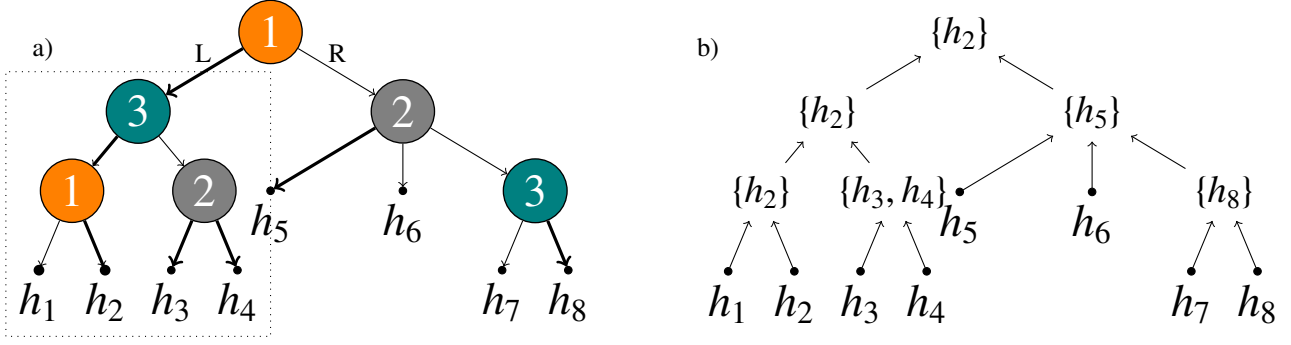 a)
1
L
R
3
2
1
2
3
h₅
h₆
h₁
h₂
h₃
h₄
h₇
h₈
b)
{h₂}
{h₂}
{h₅}
{h₂}
{h₃, h₄}
{h₈}
h₅
h₆
h₁
h₂
h₃
h₄
h₇
h₈